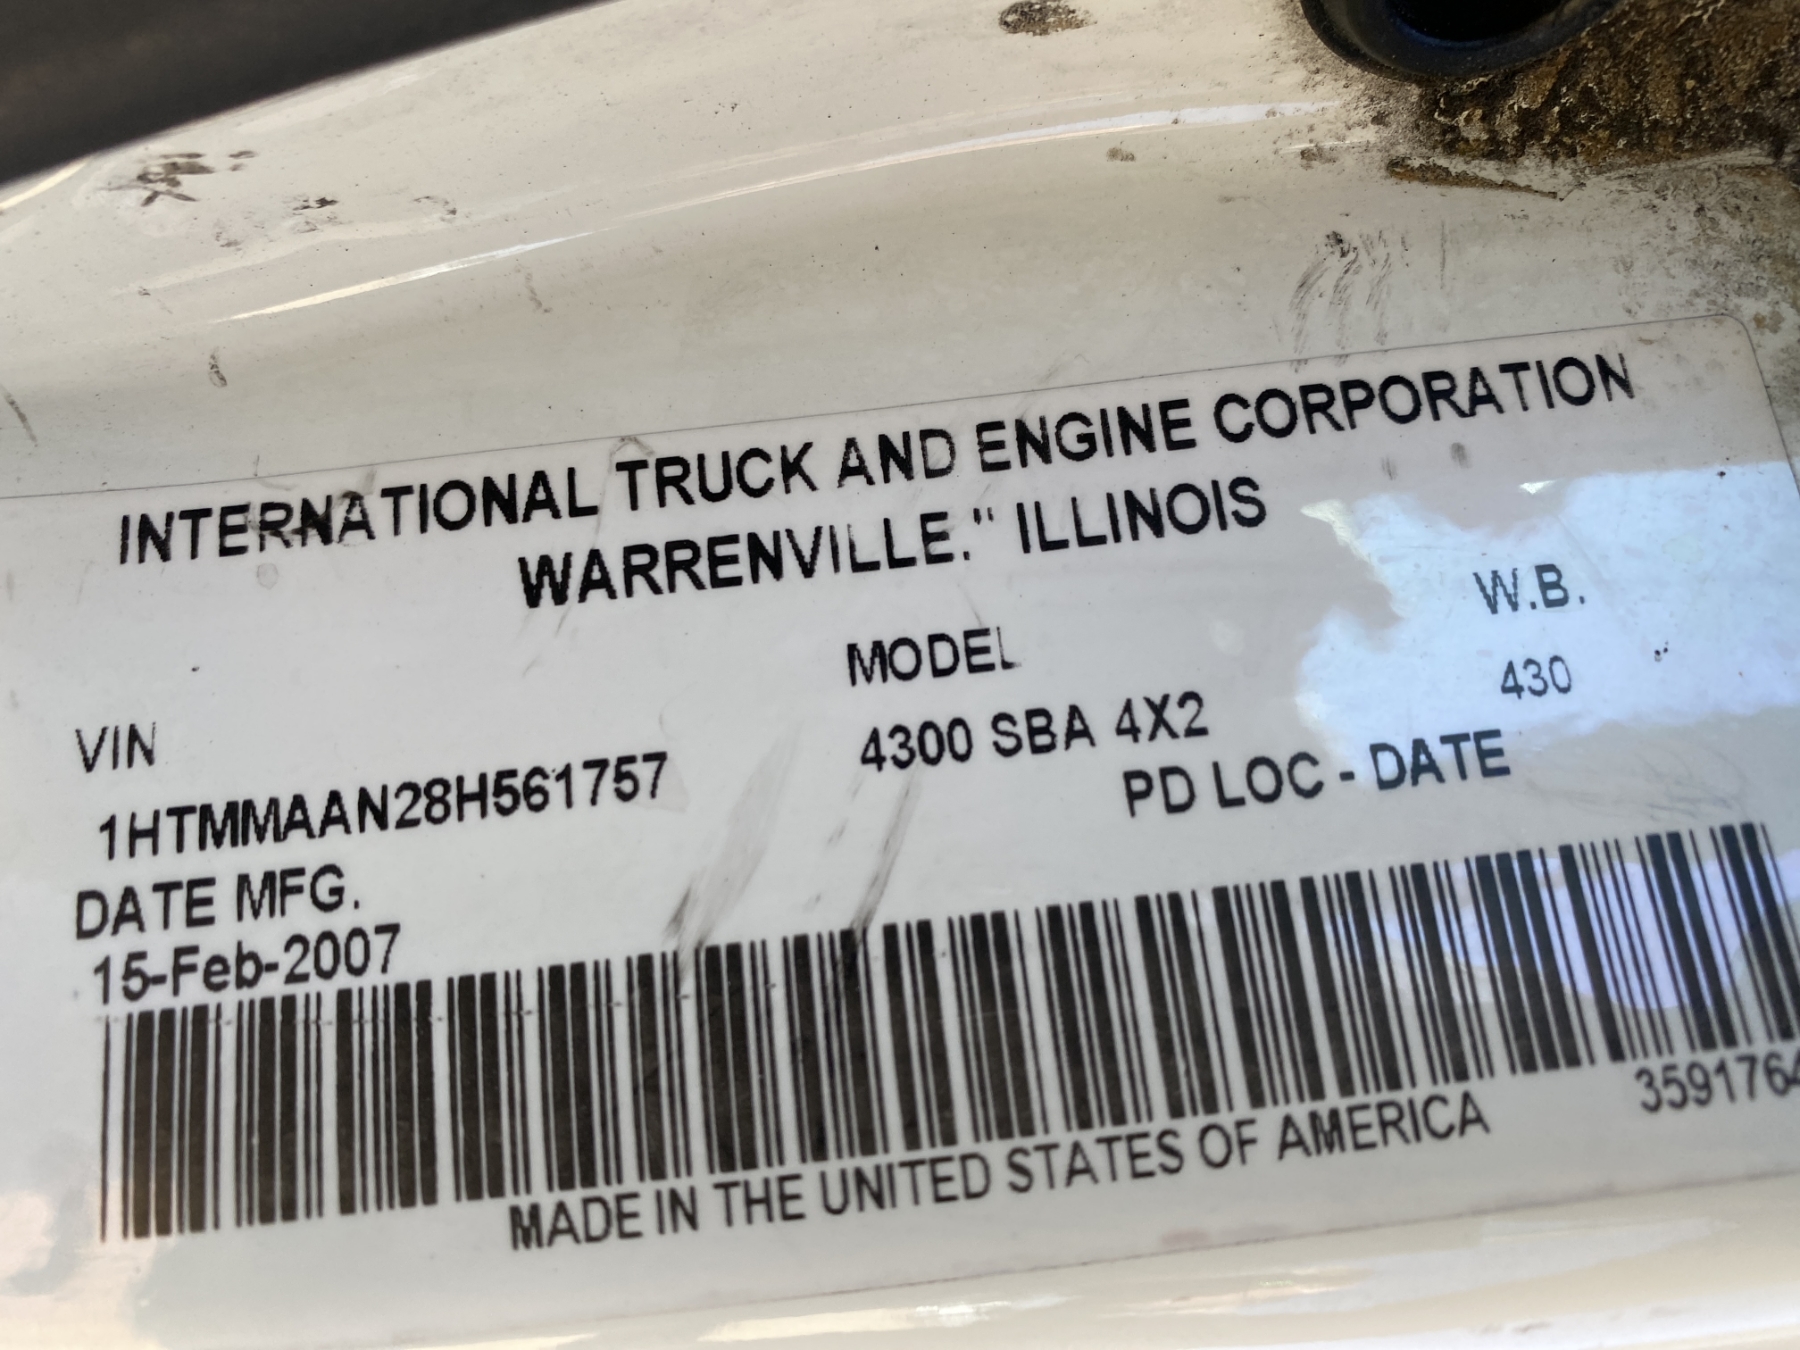 INTERNATIONAL TRUCK AND ENGINE CORPORATION
WARRENVILLE." ILLINOIS
MODEL W.B.
VIN 4300 SBA 4X2 430
1HTMMAAN28H561757 PD LOC - DATE
DATE MFG.
15-Feb-2007
MADE IN THE UNITED STATES OF AMERICA